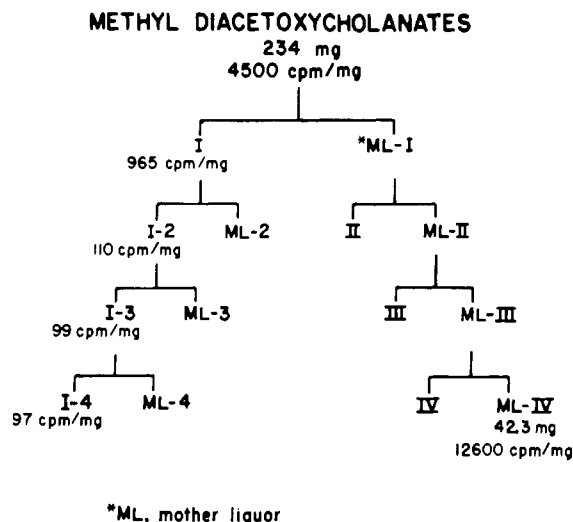 METHYL DIACETOXYCHOLANATES
234 mg
4500 cpm/mg
I
*ML-I
965 cpm/mg
I-2
ML-2
II
ML-II
110 cpm/mg
I-3
ML-3
III
ML-III
99 cpm/mg
I-4
ML-4
IV
ML-IV
97 cpm/mg
42.3 mg
12600 cpm/mg
*ML, mother liquor